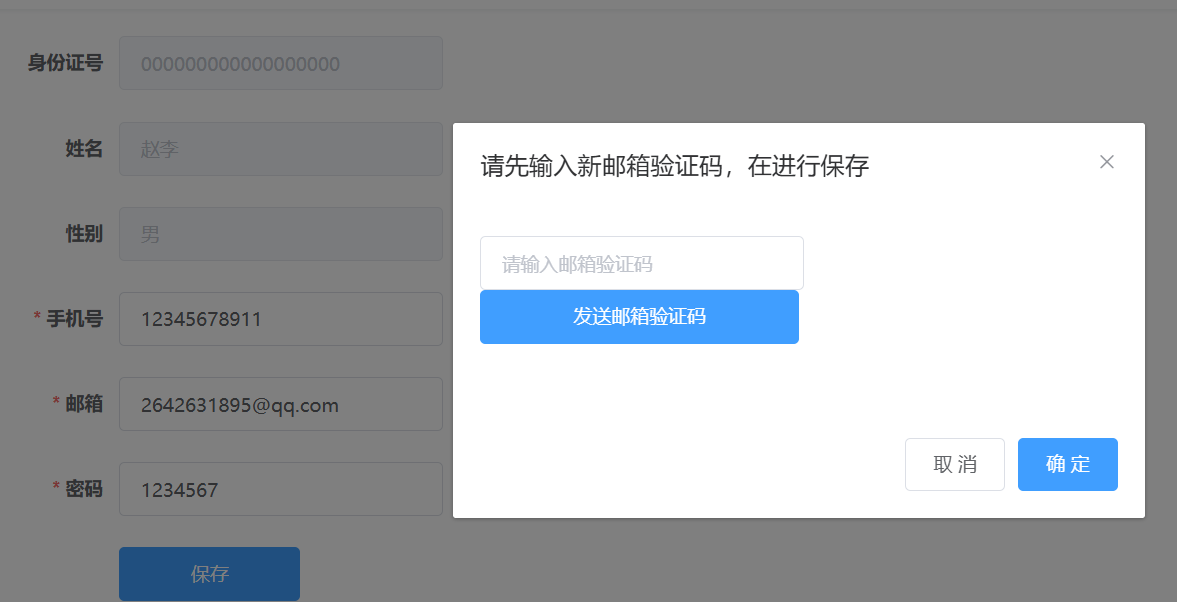 身份证号
000000000000000000
姓名
赵李
性别
男
* 手机号
12345678911
* 邮箱
2642631895@qq.com
* 密码
1234567
保存
请先输入新邮箱验证码，在进行保存
请输入邮箱验证码
发送邮箱验证码
取 消
确 定